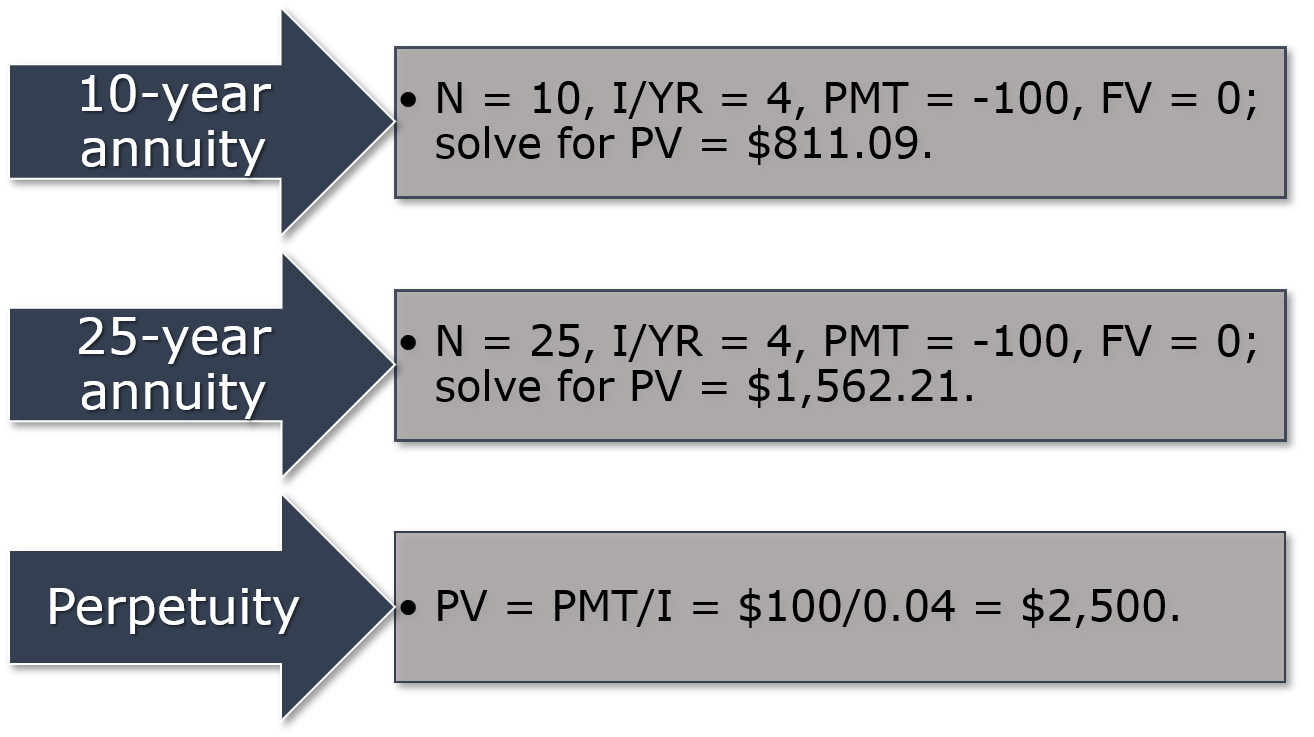 10-year
annuity
• N = 10, I/YR = 4, PMT = -100, FV = 0;
solve for PV = $811.09.
25-year
annuity
• N = 25, I/YR = 4, PMT = -100, FV = 0;
solve for PV = $1,562.21.
Perpetuity
• PV = PMT/I = $100/0.04 = $2,500.